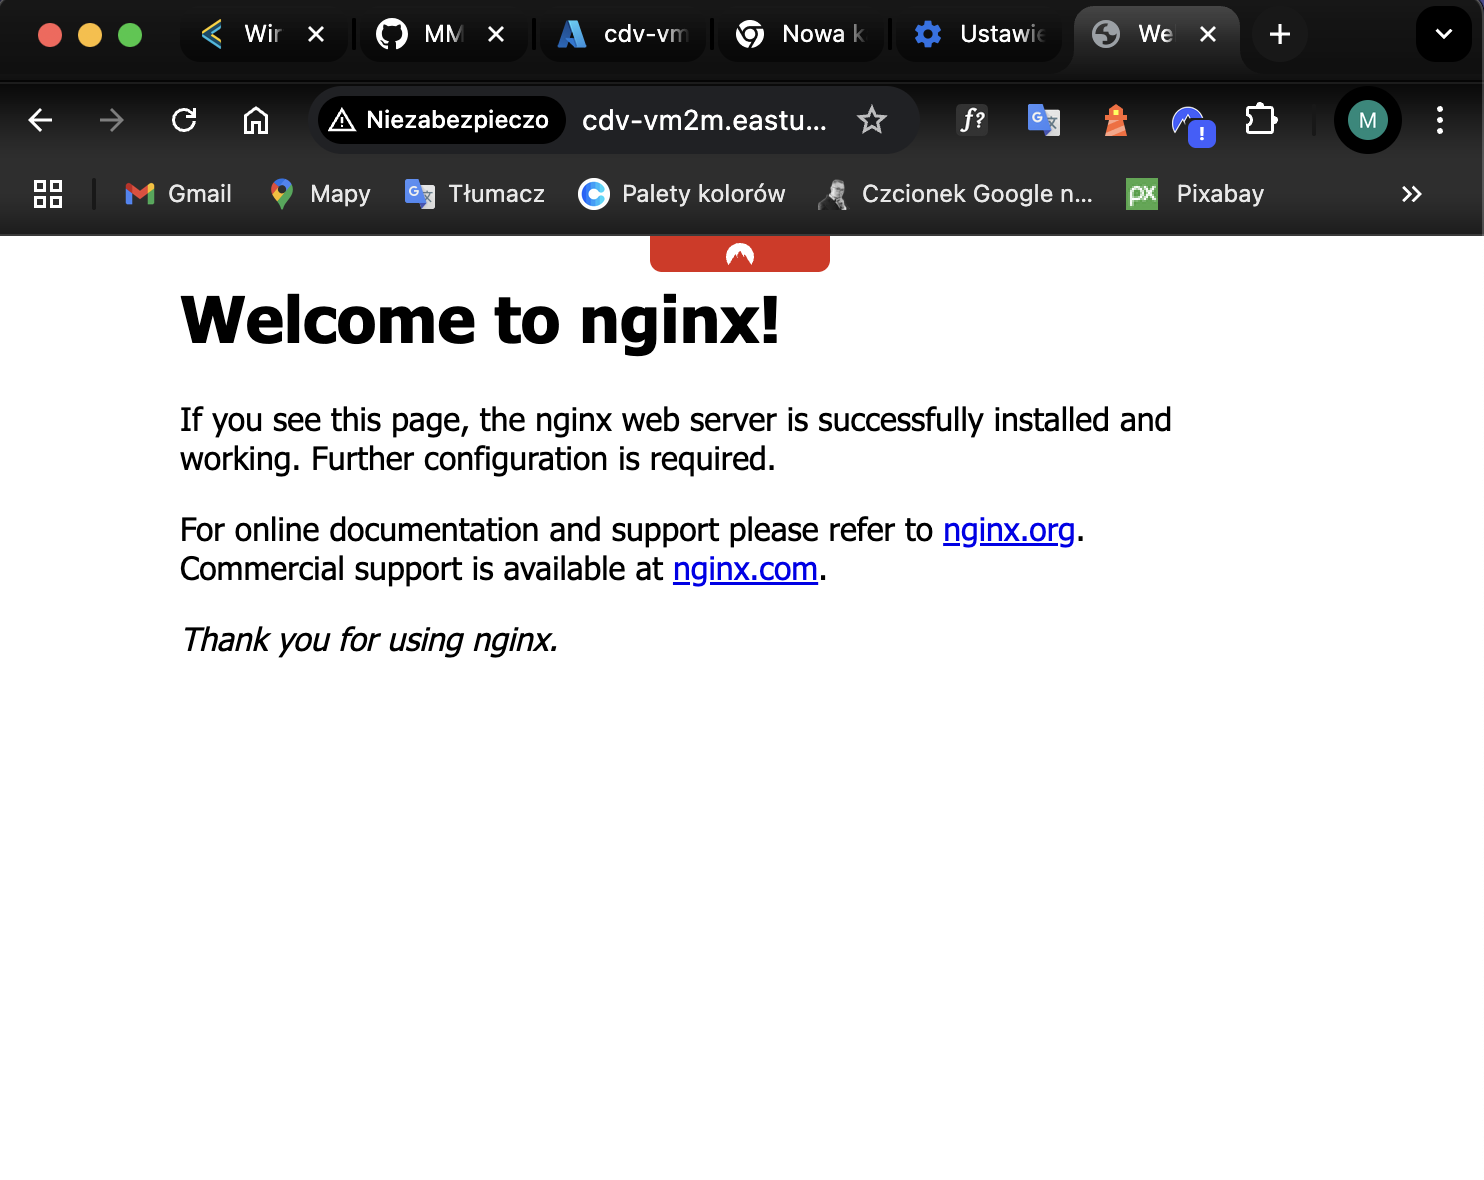 Wir
MM
cdv-vm
Nowa k
Ustawie
We
Niezabezpieczo
cdv-vm2m.eastu...
f?
M
Gmail
Mapy
Tłumacz
Palety kolorów
Czcionek Google n...
px
Pixabay
Welcome to nginx!
If you see this page, the nginx web server is successfully installed and
working. Further configuration is required.
For online documentation and support please refer to nginx.org.
Commercial support is available at nginx.com.
Thank you for using nginx.